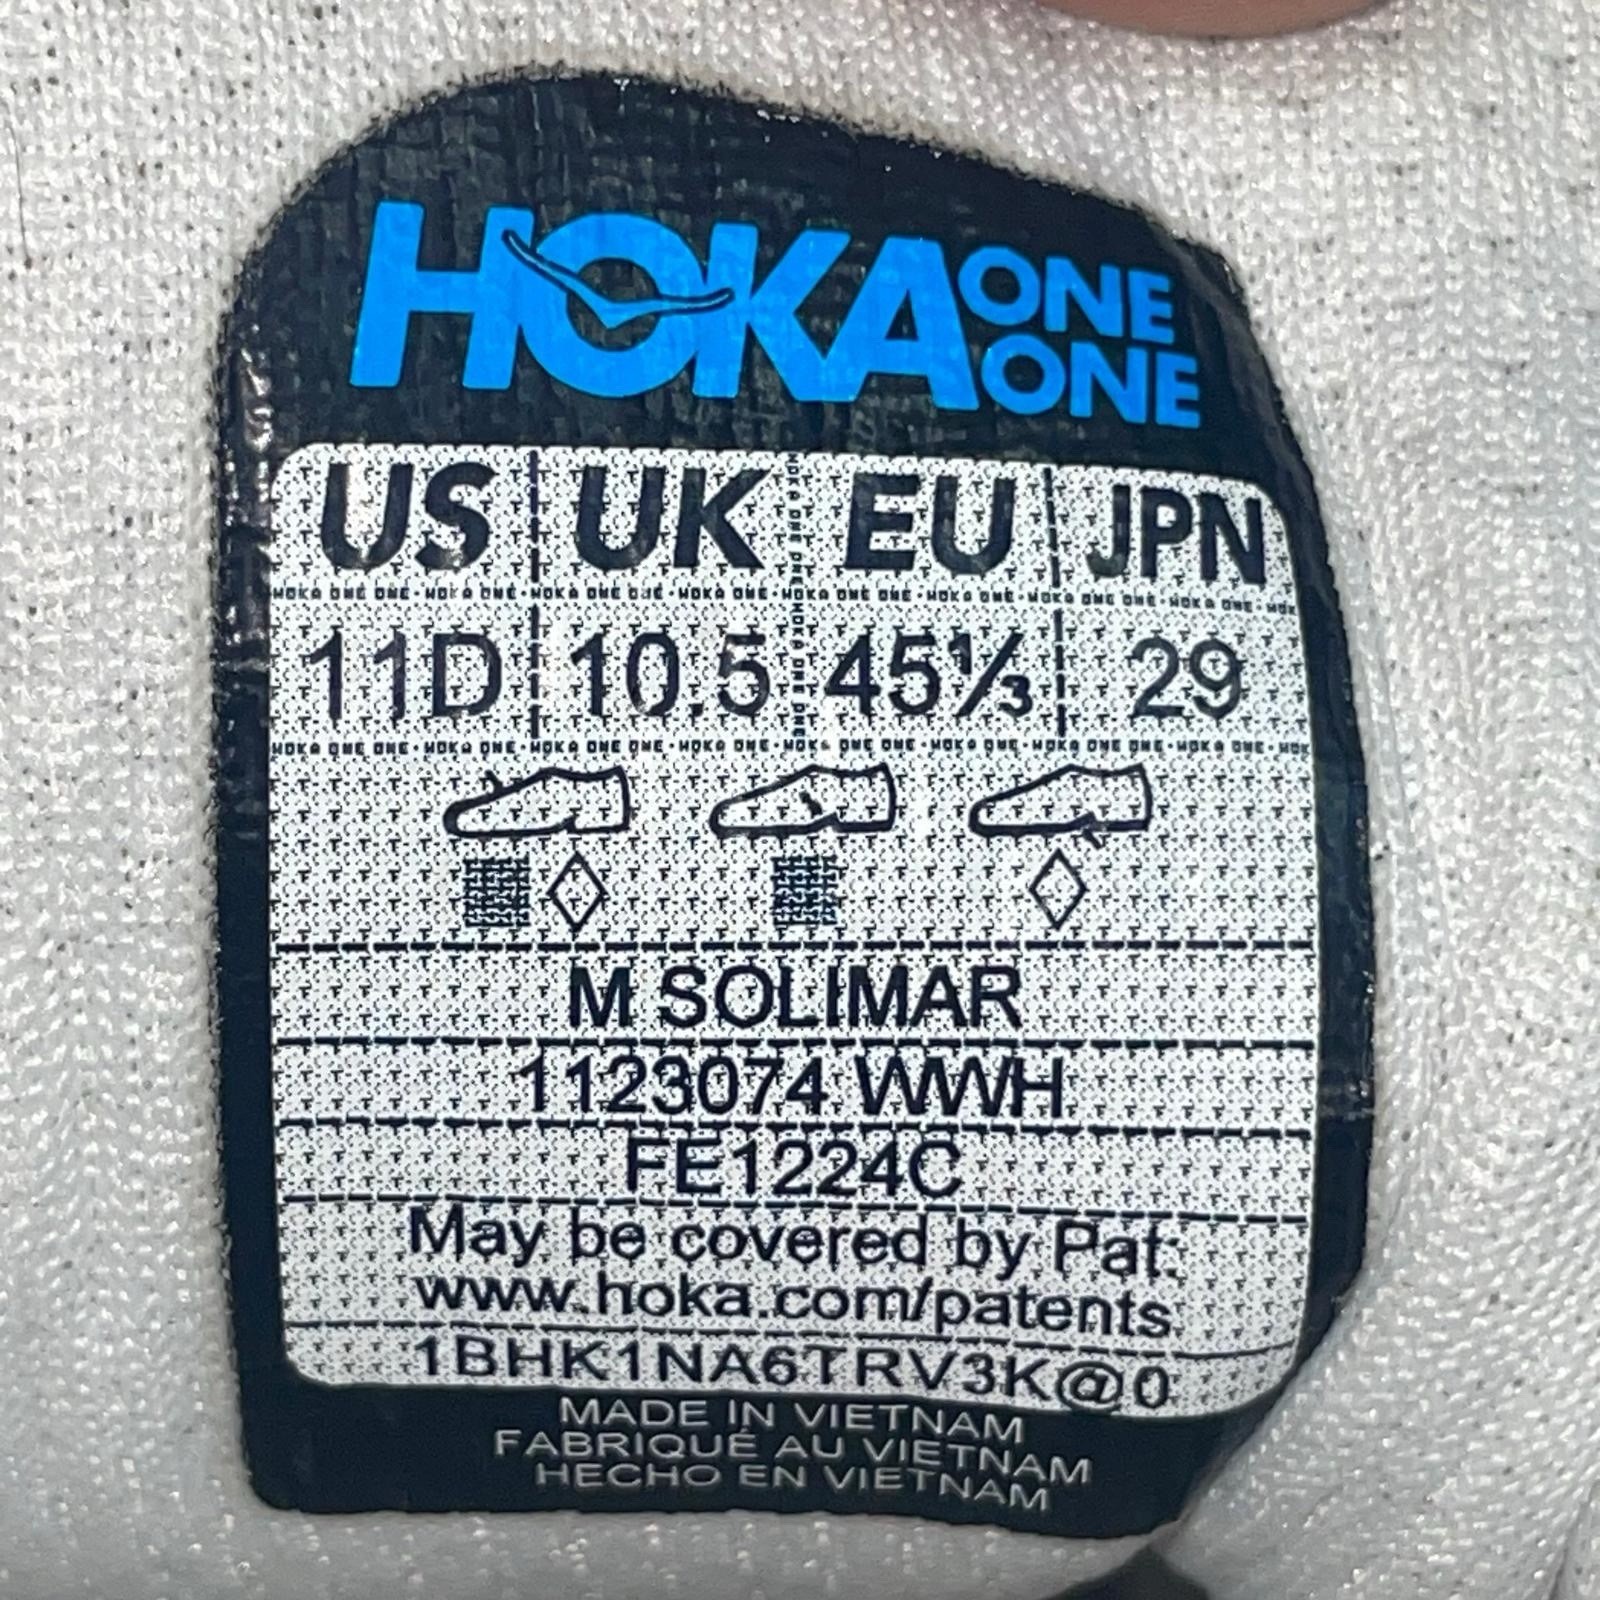 HOKA ONE ONE
US UK EU JPN
11D 10.5 45⅓ 29
M SOLIMAR
1123074 WWH
FE1224C
May be covered by Pat:
www.hoka.com/patents
1BHK1NA6TRV3K@0
MADE IN VIETNAM
FABRIQUÉ AU VIETNAM
HECHO EN VIETNAM